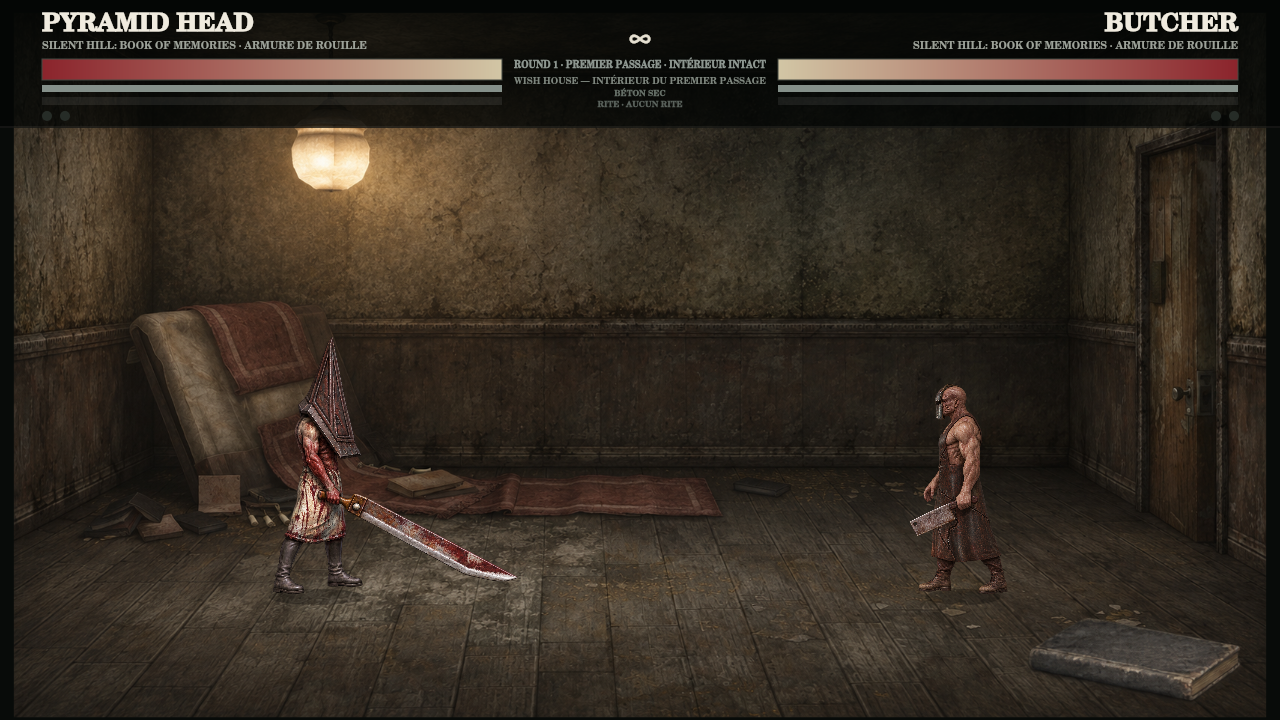 PYRAMID HEAD
SILENT HILL: BOOK OF MEMORIES · ARMURE DE ROUILLE
∞
BUTCHER
SILENT HILL: BOOK OF MEMORIES · ARMURE DE ROUILLE
ROUND 1 · PREMIER PASSAGE · INTÉRIEUR INTACT
WISH HOUSE — INTÉRIEUR DU PREMIER PASSAGE
BÉTON SEC
RITE · AUCUN RITE